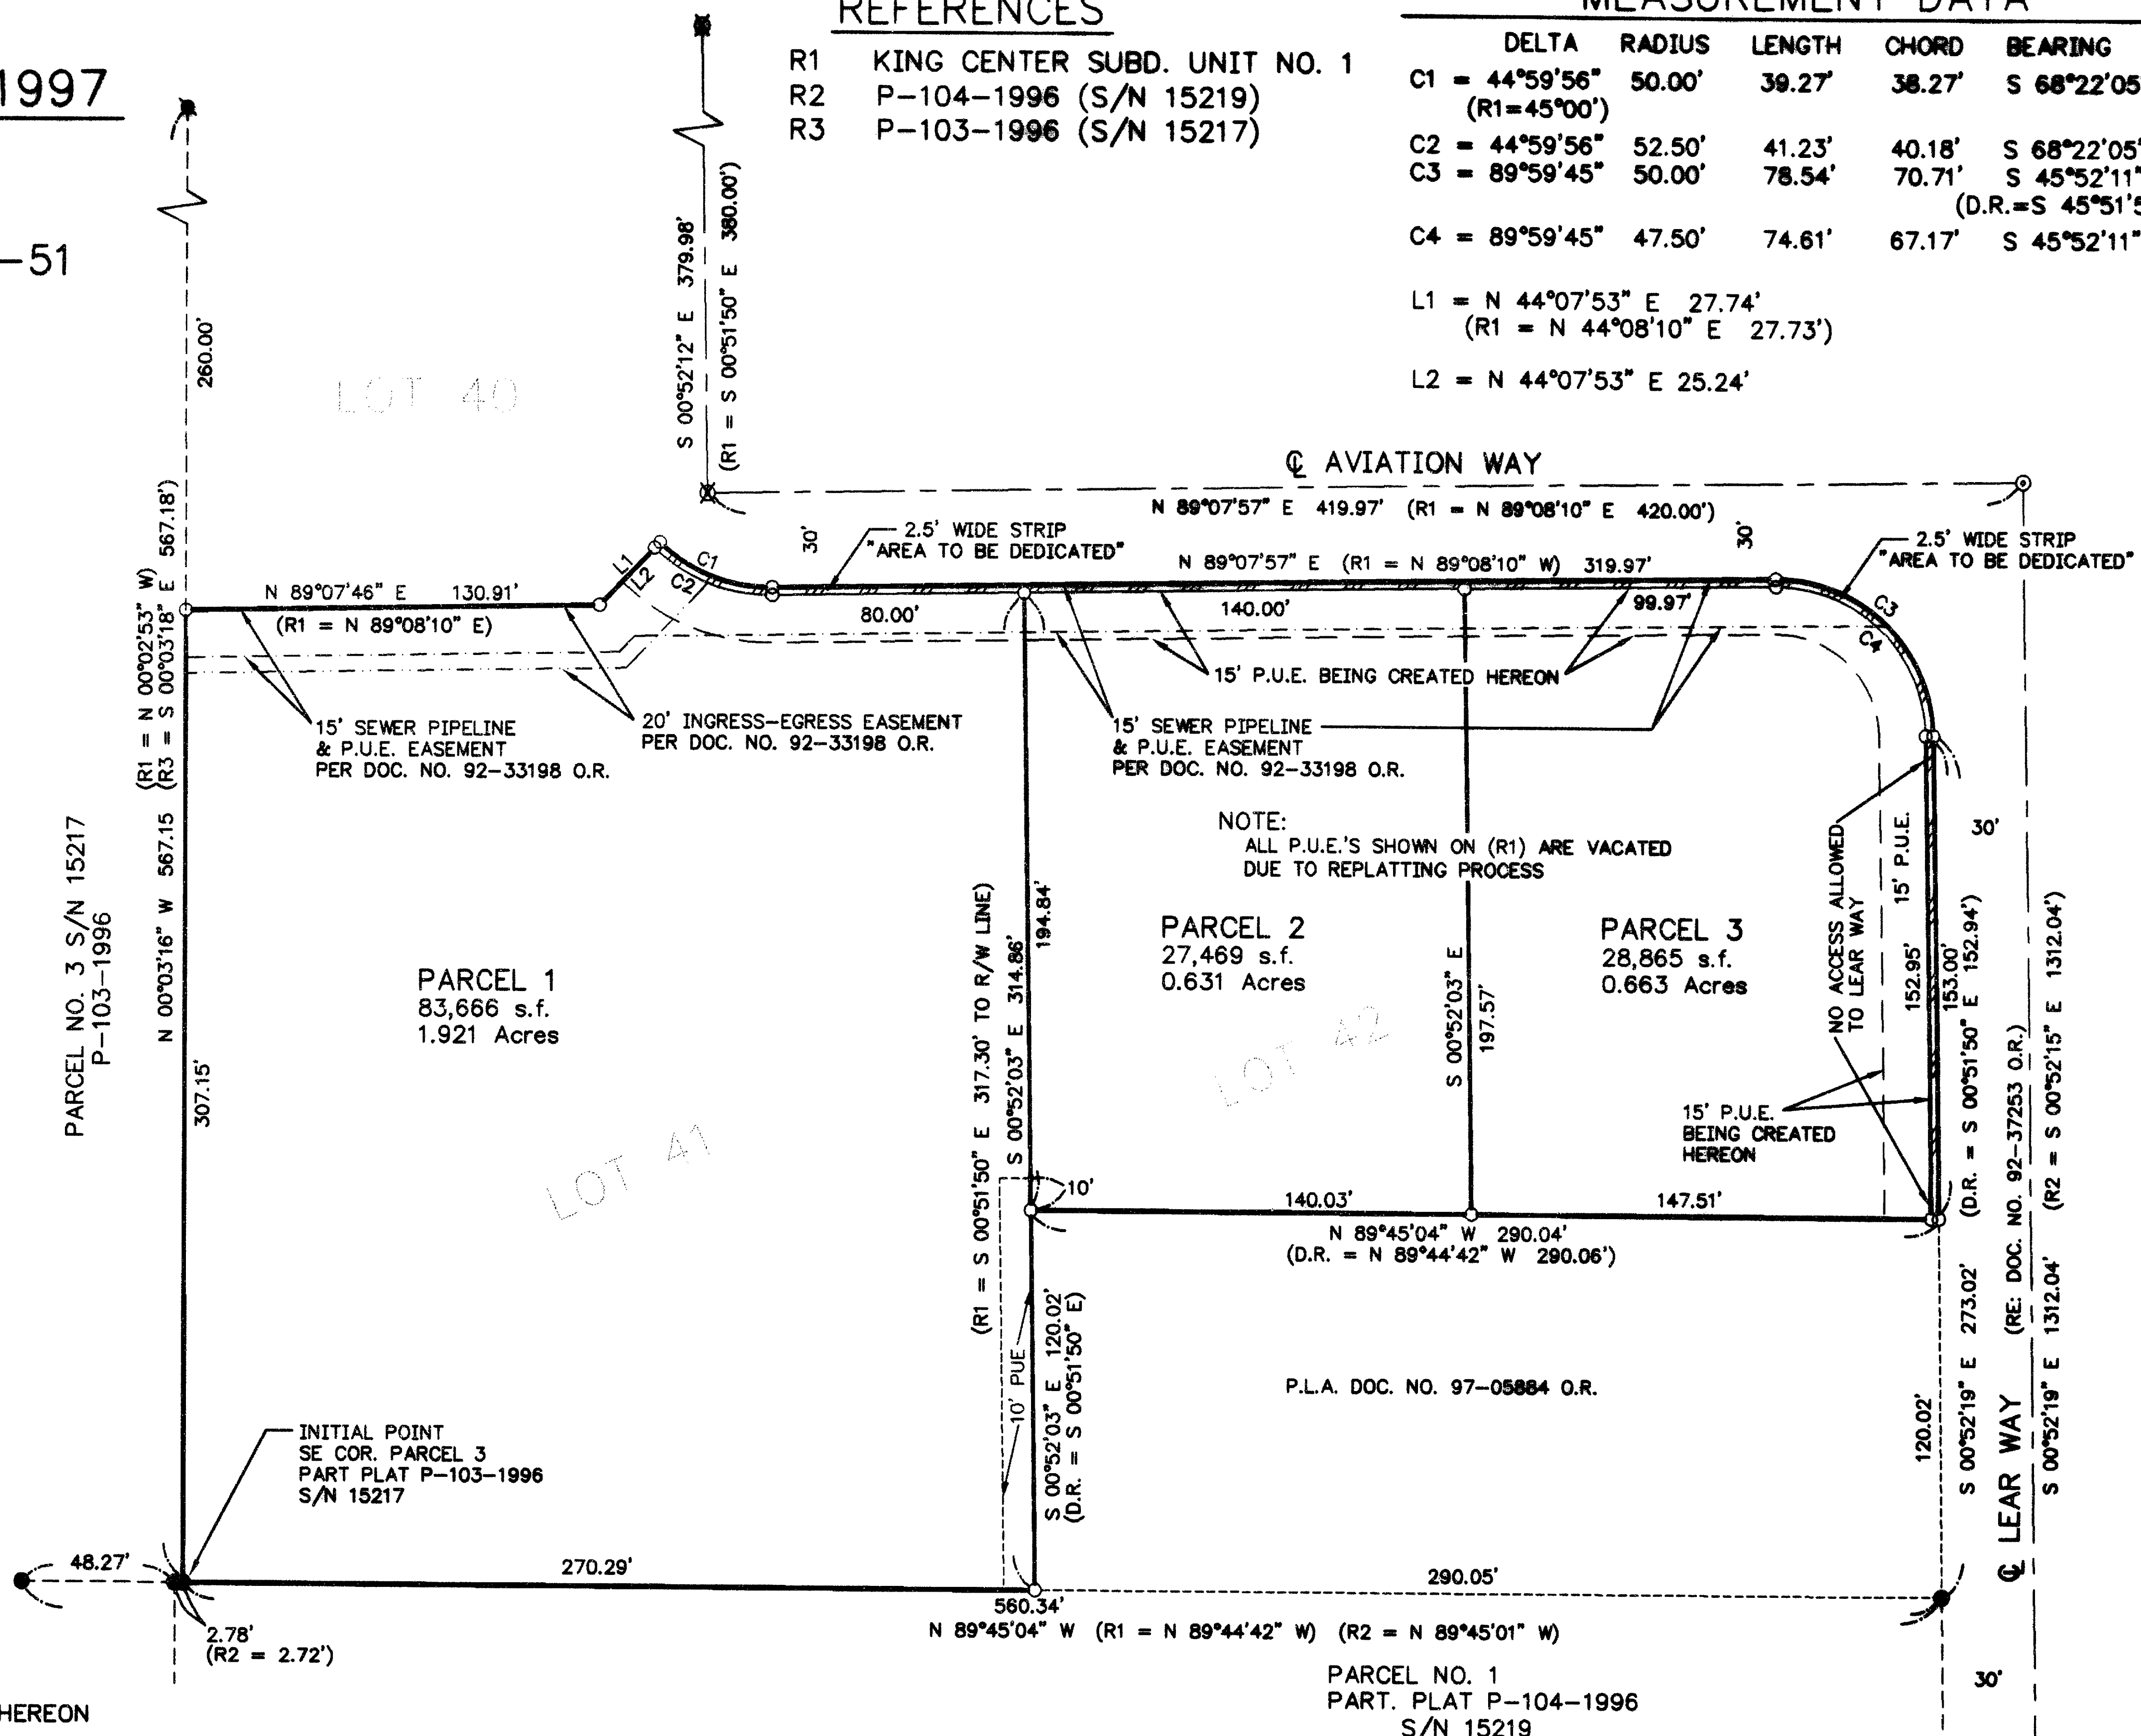 1997
-51
REFERENCES
R1 KING CENTER SUBD. UNIT NO. 1
R2 P-104-1996 (S/N 15219)
R3 P-103-1996 (S/N 15217)
MEASUREMENT DATA
DELTA RADIUS LENGTH CHORD BEARING
C1 = 44°59'56" 50.00' 39.27' 38.27' S 68°22'05
(R1=45°00')
C2 = 44°59'56" 52.50' 41.23' 40.18' S 68°22'05'
C3 = 89°59'45" 50.00' 78.54' 70.71' S 45°52'11"
(D.R.=S 45°51'5
C4 = 89°59'45" 47.50' 74.61' 67.17' S 45°52'11"
L1 = N 44°07'53" E 27.74'
(R1 = N 44°08'10" E 27.73')
L2 = N 44°07'53" E 25.24'
260.00'
LOT 40
S 00°52'12" E 379.98'
(R1 = S 00°51'50" E 380.00')
℄ AVIATION WAY
N 89°07'57" E 419.97' (R1 = N 89°08'10" E 420.00')
30'
2.5' WIDE STRIP
"AREA TO BE DEDICATED"
N 89°07'57" E (R1 = N 89°08'10" W) 319.97'
30'
2.5' WIDE STRIP
"AREA TO BE DEDICATED"
L1
L2
C1
C2
N 89°07'46" E 130.91'
(R1 = N 89°08'10" E)
80.00'
140.00'
99.97'
C3
C4
15' SEWER PIPELINE
& P.U.E. EASEMENT
PER DOC. NO. 92-33198 O.R.
20' INGRESS-EGRESS EASEMENT
PER DOC. NO. 92-33198 O.R.
15' P.U.E. BEING CREATED HEREON
15' SEWER PIPELINE
& P.U.E. EASEMENT
PER DOC. NO. 92-33198 O.R.
NOTE:
ALL P.U.E.'S SHOWN ON (R1) ARE VACATED
DUE TO REPLATTING PROCESS
PARCEL NO. 3 S/N 15217
P-103-1996
(R1 = N 00°02'53" W)
(R3 = S 00°03'18" E 567.18')
N 00°03'16" W 567.15
307.15'
PARCEL 1
83,666 s.f.
1.921 Acres
LOT 41
(R1 = S 00°51'50" E 317.30' TO R/W LINE)
S 00°52'03" E 314.86'
194.84'
PARCEL 2
27,469 s.f.
0.631 Acres
LOT 42
S 00°52'03" E
197.57'
PARCEL 3
28,865 s.f.
0.663 Acres
NO ACCESS ALLOWED
TO LEAR WAY
15' P.U.E.
152.95'
153.00'
(D.R. = S 00°51'50" E 152.94')
30'
15' P.U.E.
BEING CREATED
HEREON
10'
140.03'
147.51'
N 89°45'04" W 290.04'
(D.R. = N 89°44'42" W 290.06')
10' PUE
S 00°52'03" E 120.02'
(D.R. = S 00°51'50" E)
P.L.A. DOC. NO. 97-05884 O.R.
120.02'
S 00°52'19" E 273.02'
℄ LEAR WAY (RE: DOC. NO. 92-37253 O.R.)
S 00°52'19" E 1312.04'
(R2 = S 00°52'15" E 1312.04')
INITIAL POINT
SE COR. PARCEL 3
PART PLAT P-103-1996
S/N 15217
48.27'
270.29'
290.05'
560.34'
2.78'
(R2 = 2.72')
N 89°45'04" W (R1 = N 89°44'42" W) (R2 = N 89°45'01" W)
PARCEL NO. 1
PART. PLAT P-104-1996
S/N 15219
30'
HEREON